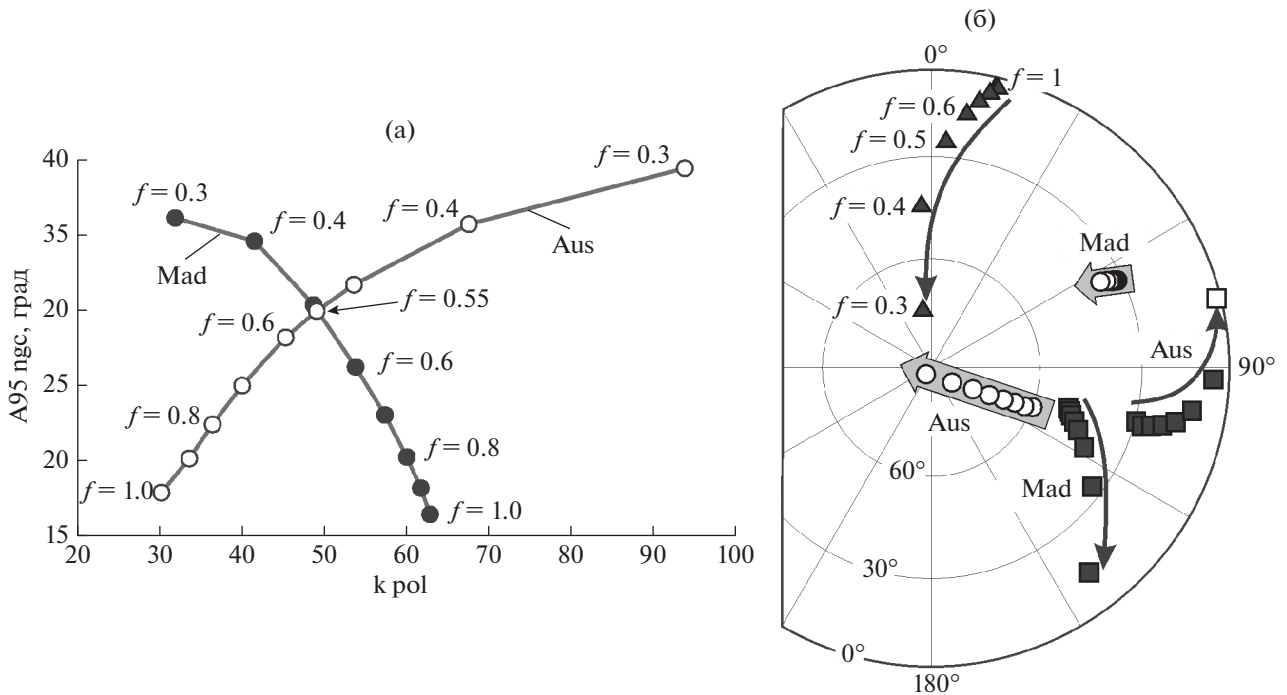 (а)
A95 ngc, град
40
35
20
25
20
15
20
30
40
50
60
70
80
90
100
k pol
f = 0.3
f = 0.4
Mad
f = 0.3
f = 0.4
Aus
f = 0.55
f = 0.6
f = 0.6
f = 0.8
f = 0.8
f = 1.0
f = 1.0
(б)
0°
f = 1
f = 0.6
f = 0.5
f = 0.4
f = 0.3
Mad
Aus
90°
Aus
60°
Mad
30°
0°
180°